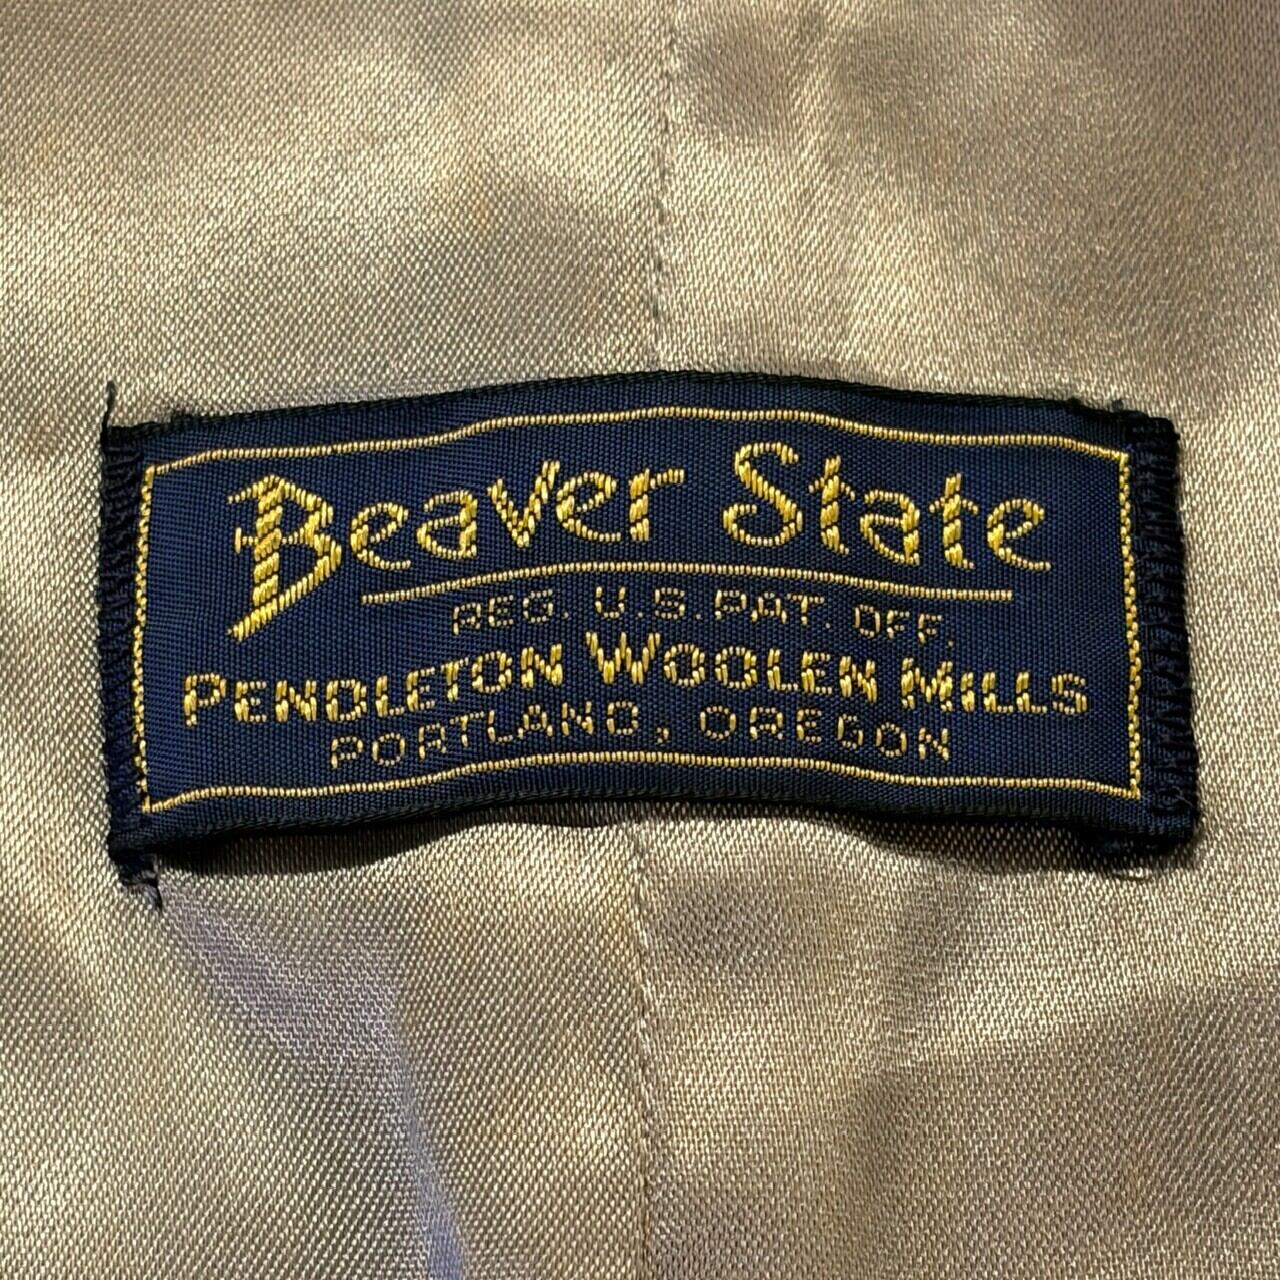 Beaver State
REG. U.S. PAT. OFF.
PENDLETON WOOLEN MILLS
PORTLAND, OREGON